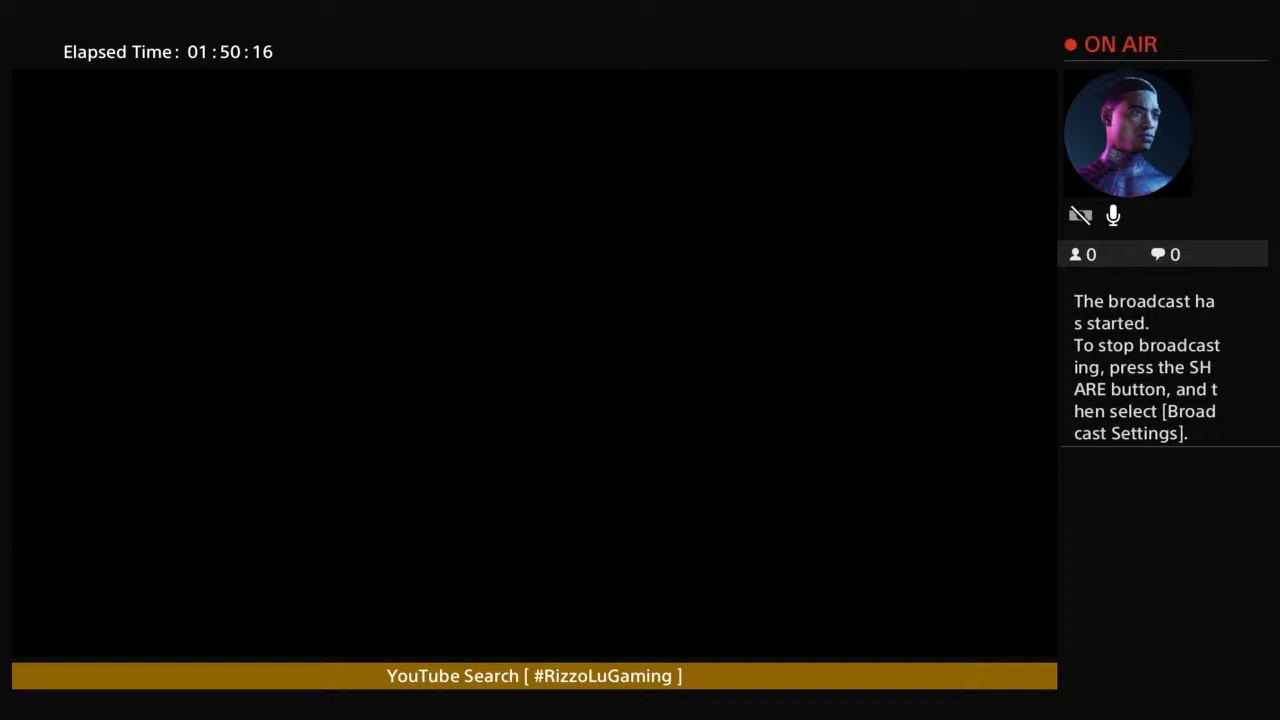 Elapsed Time: 01:50:16
ON AIR
0 0
The broadcast ha
s started.
To stop broadcast
ing, press the SH
ARE button, and t
hen select [Broad
cast Settings].
YouTube Search [ #RizzoLuGaming ]